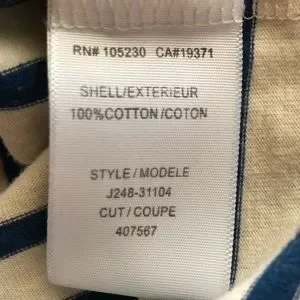 RN# 105230 CA#19371
SHELL/EXTERIEUR
100%COTTON/COTON
STYLE/MODELE
J248-31104
CUT/COUPE
407567